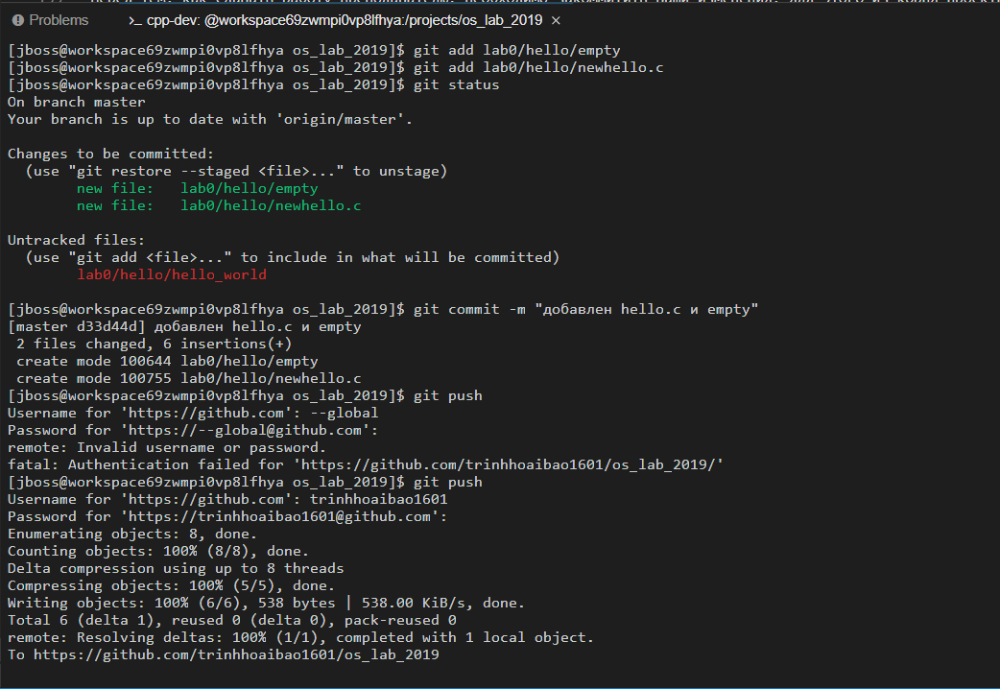 Problems
>_ cpp-dev: @workspace69zwmpi0vp8lfhya:/projects/os_lab_2019 ×
[jboss@workspace69zwmpi0vp8lfhya os_lab_2019]$ git add lab0/hello/empty
[jboss@workspace69zwmpi0vp8lfhya os_lab_2019]$ git add lab0/hello/newhello.c
[jboss@workspace69zwmpi0vp8lfhya os_lab_2019]$ git status
On branch master
Your branch is up to date with 'origin/master'.
Changes to be committed:
(use "git restore --staged <file>..." to unstage)
new file:   lab0/hello/empty
new file:   lab0/hello/newhello.c
Untracked files:
(use "git add <file>..." to include in what will be committed)
lab0/hello/hello_world
[jboss@workspace69zwmpi0vp8lfhya os_lab_2019]$ git commit -m "добавлен hello.c и empty"
[master d33d44d] добавлен hello.c и empty
2 files changed, 6 insertions(+)
create mode 100644 lab0/hello/empty
create mode 100755 lab0/hello/newhello.c
[jboss@workspace69zwmpi0vp8lfhya os_lab_2019]$ git push
Username for 'https://github.com': --global
Password for 'https://--global@github.com':
remote: Invalid username or password.
fatal: Authentication failed for 'https://github.com/trinhhoaibao1601/os_lab_2019/'
[jboss@workspace69zwmpi0vp8lfhya os_lab_2019]$ git push
Username for 'https://github.com': trinhhoaibao1601
Password for 'https://trinhhoaibao1601@github.com':
Enumerating objects: 8, done.
Counting objects: 100% (8/8), done.
Delta compression using up to 8 threads
Compressing objects: 100% (5/5), done.
Writing objects: 100% (6/6), 538 bytes | 538.00 KiB/s, done.
Total 6 (delta 1), reused 0 (delta 0), pack-reused 0
remote: Resolving deltas: 100% (1/1), completed with 1 local object.
To https://github.com/trinhhoaibao1601/os_lab_2019